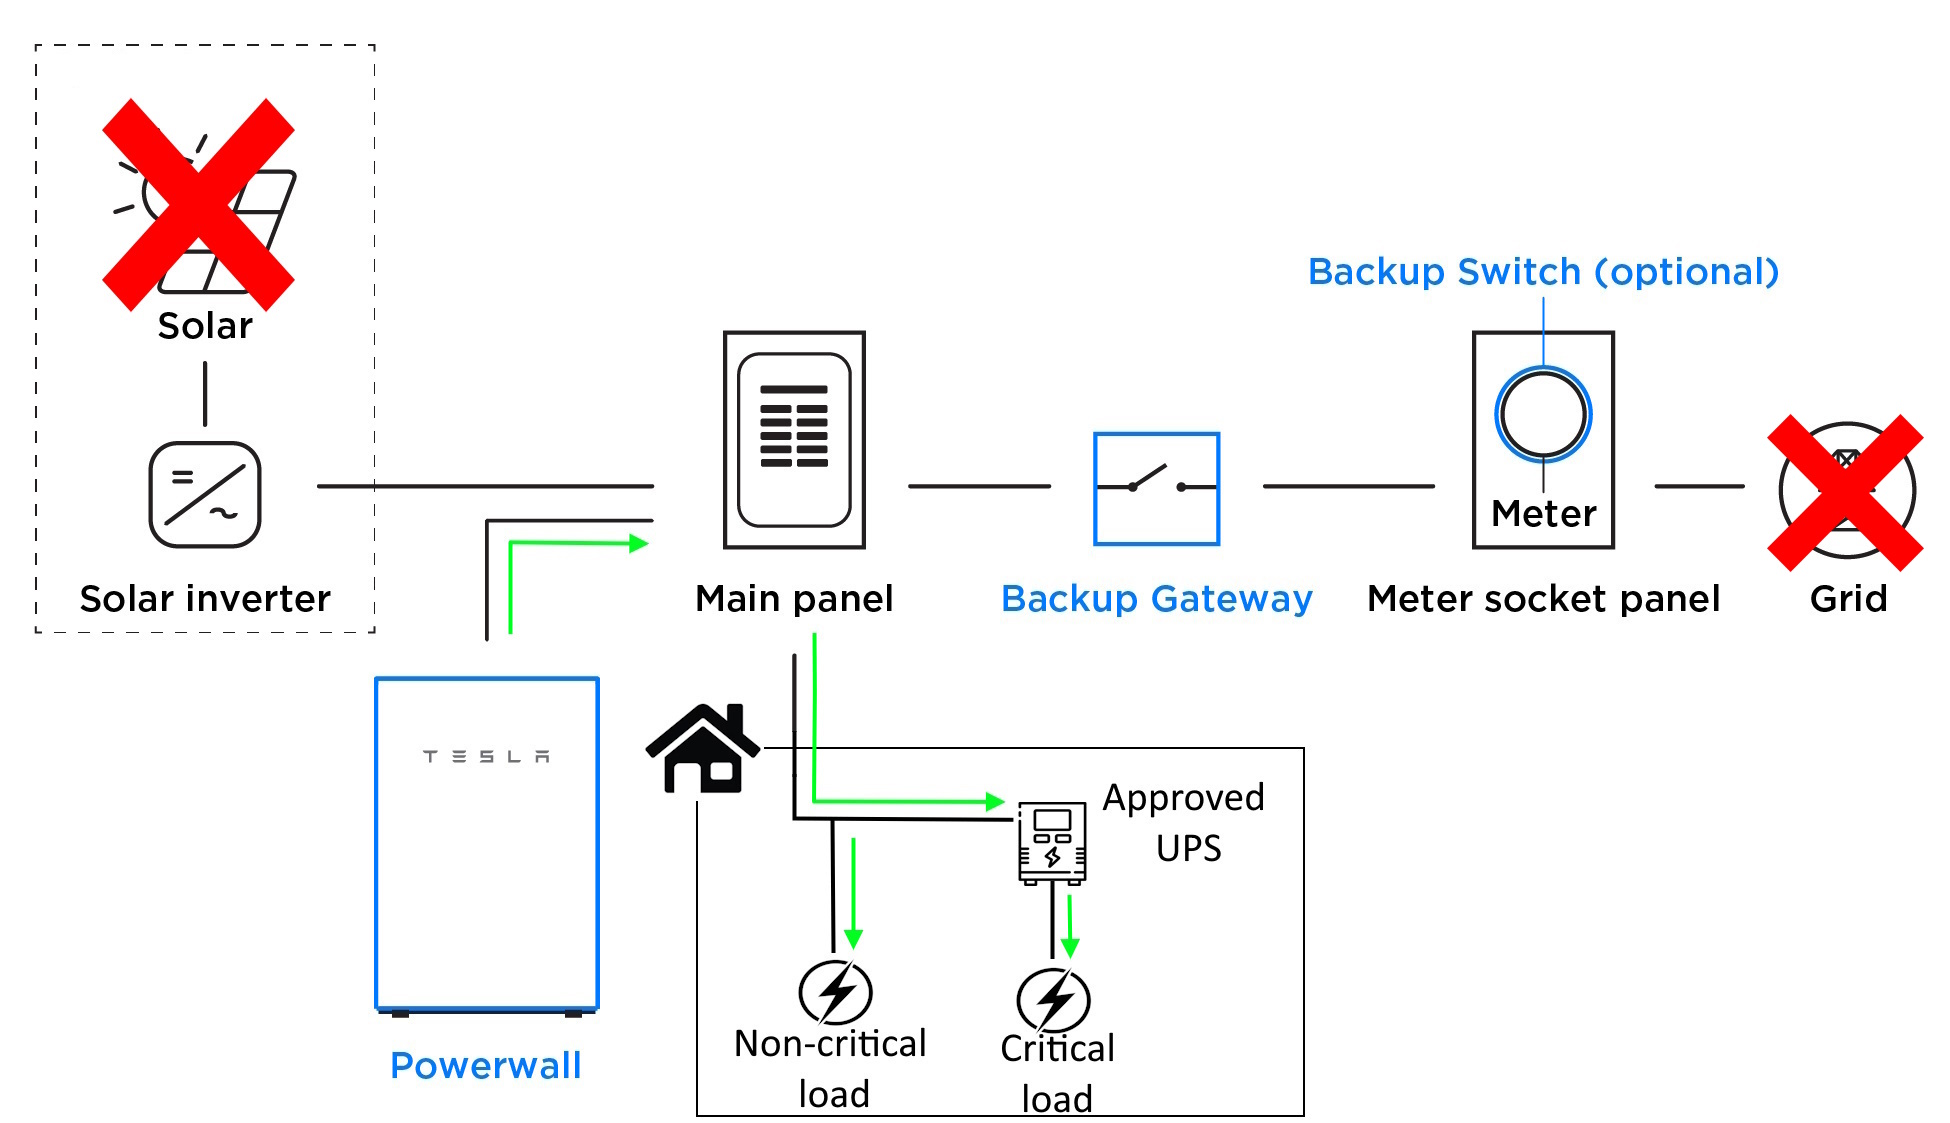 Solar
Solar inverter
TESLA
Powerwall
Main panel
Backup Gateway
Backup Switch (optional)
Meter
Meter socket panel
Grid
Approved
UPS
Non-critical
load
Critical
load